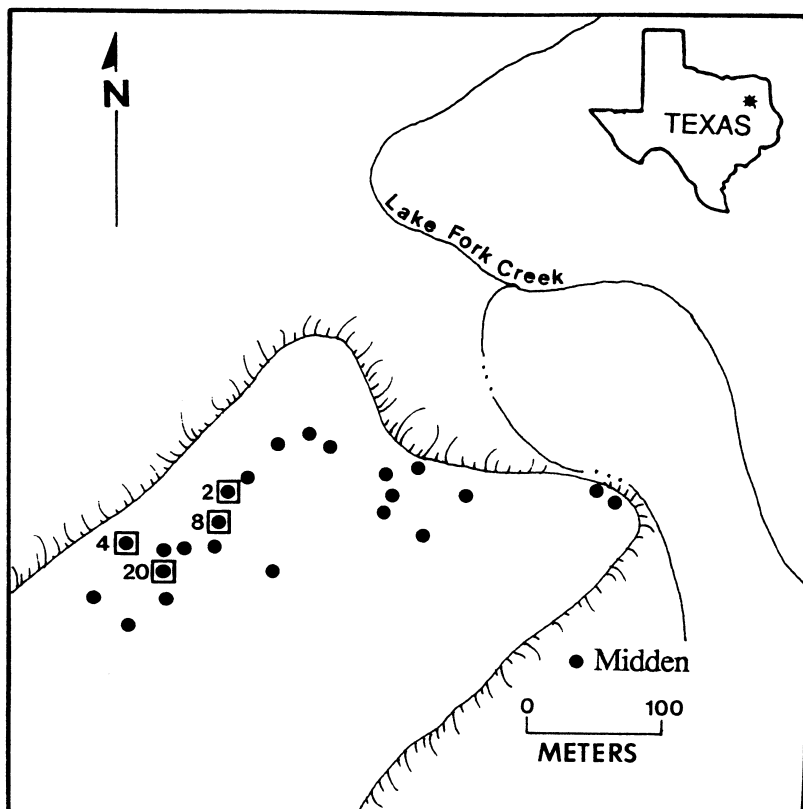 N
TEXAS
Lake Fork Creek
2
8
4
20
Midden
0 100
METERS